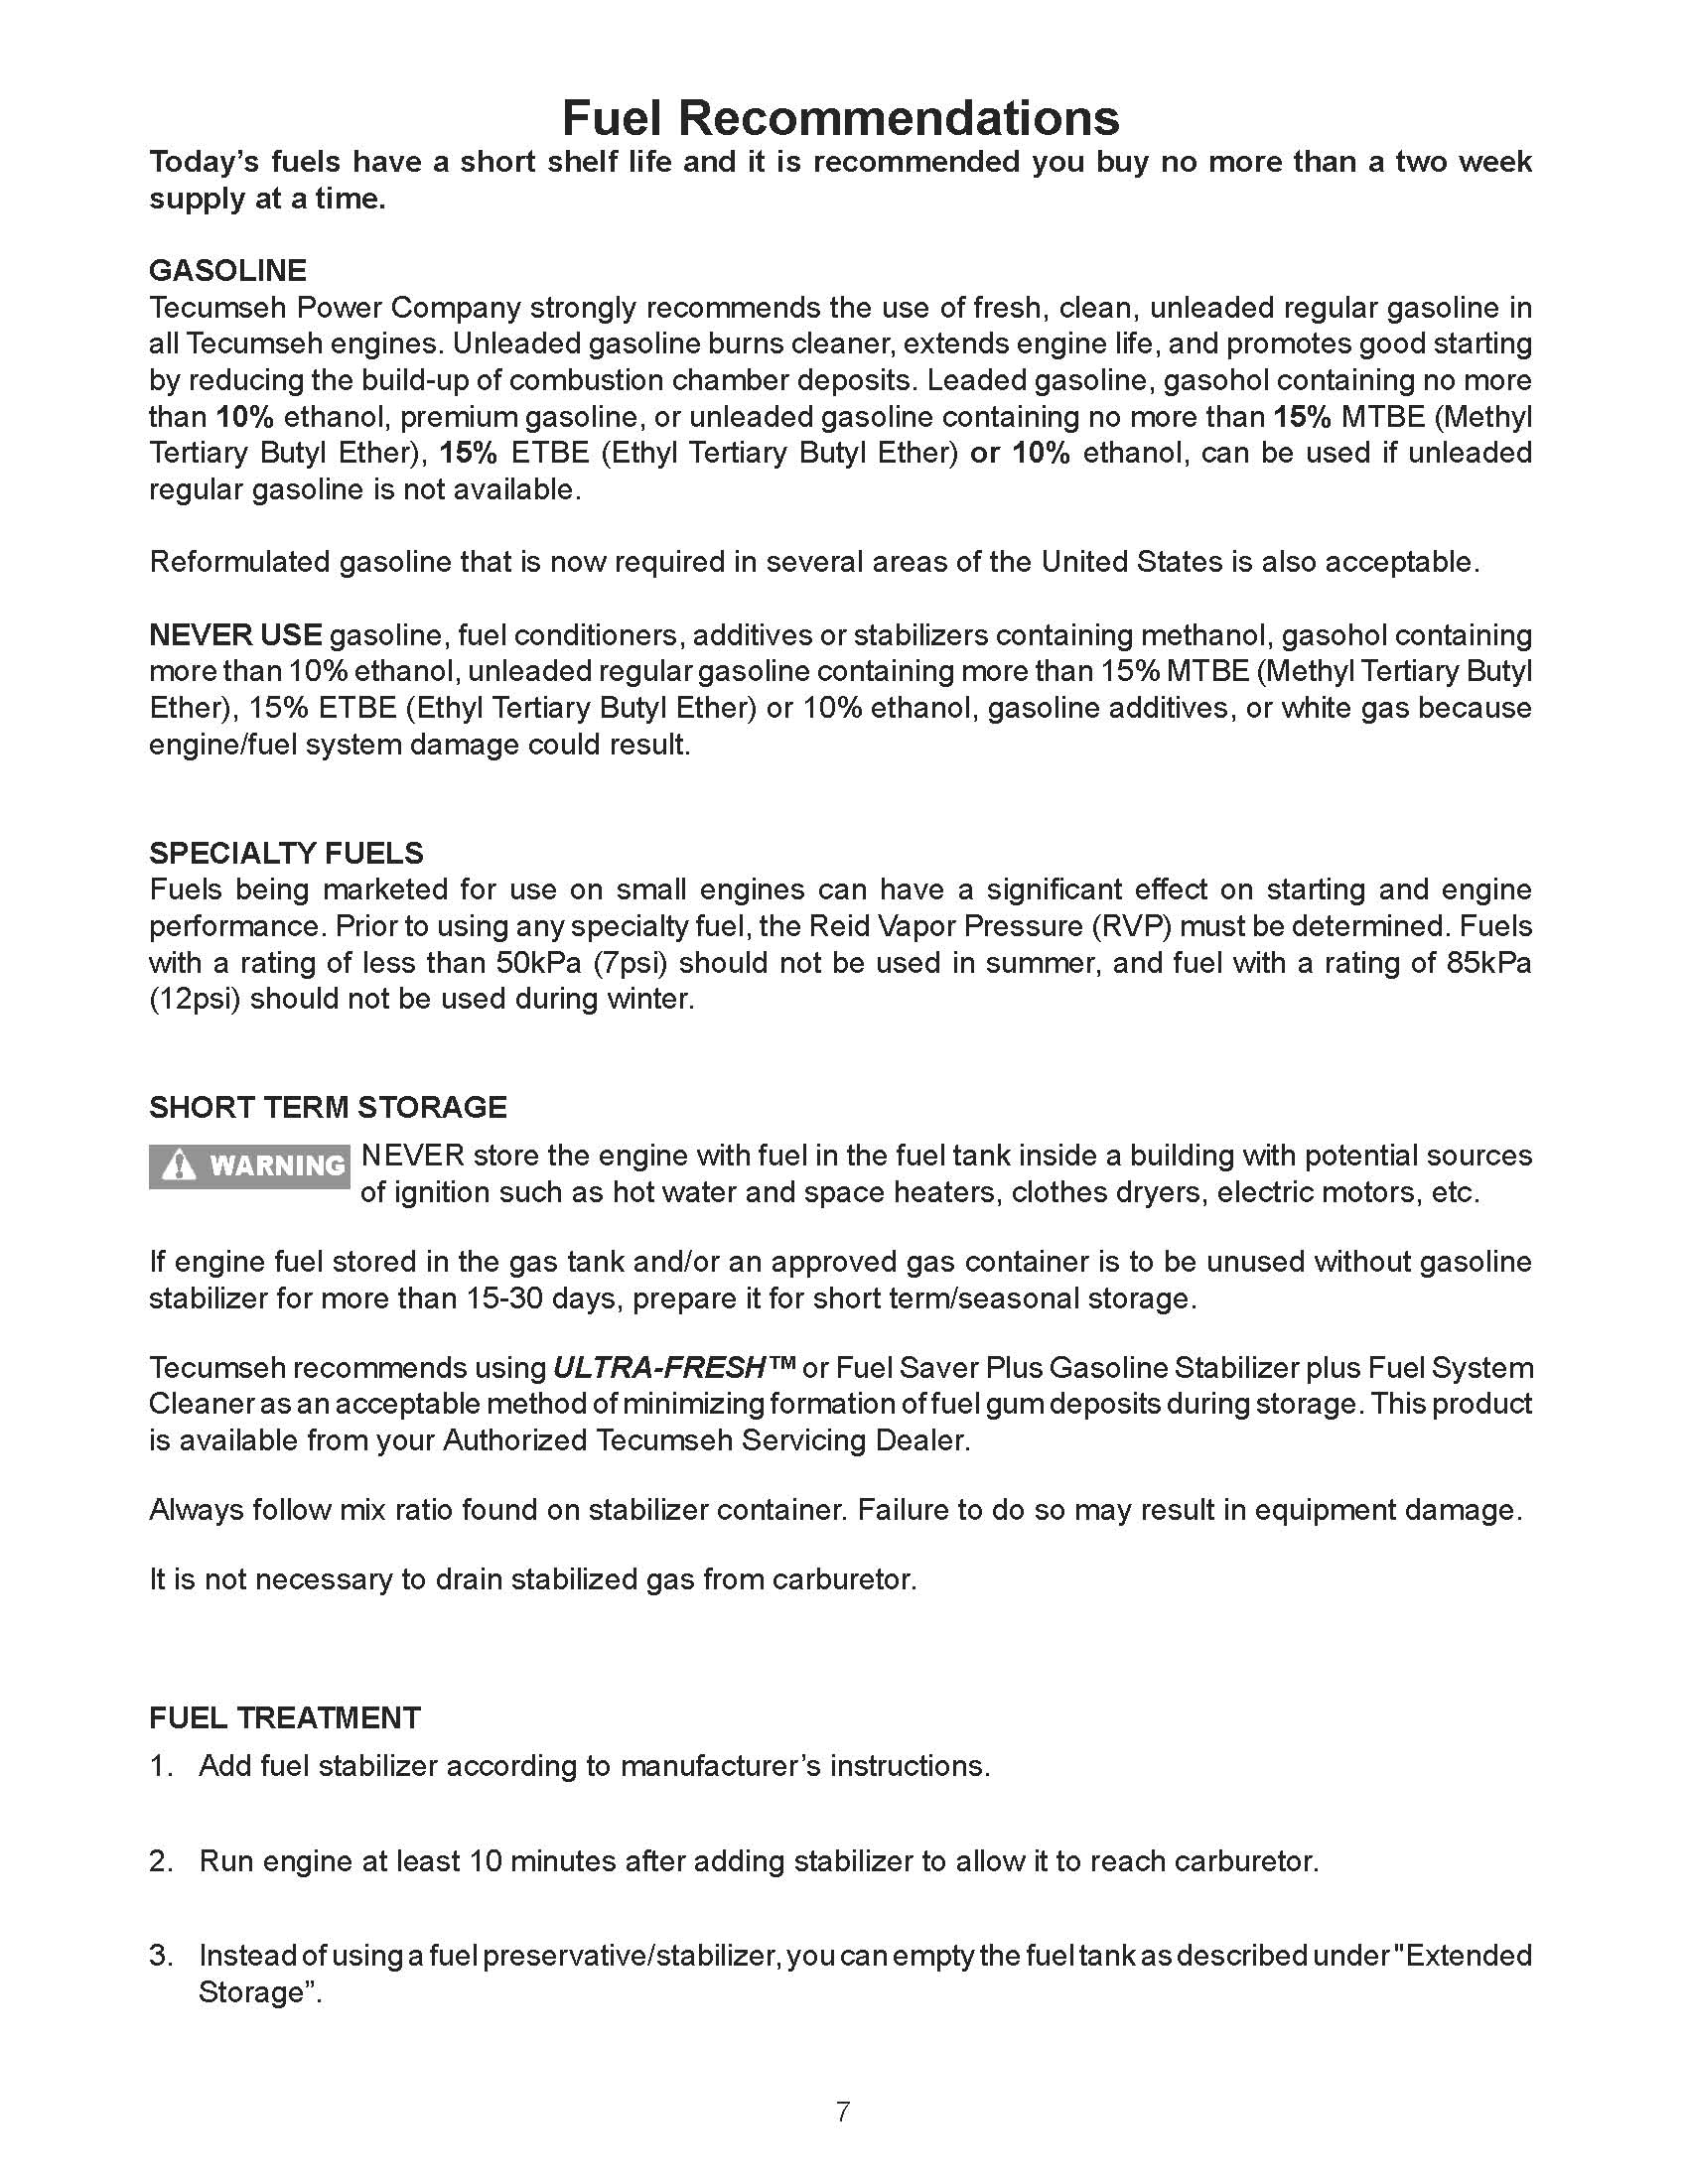 Fuel Recommendations
Today’s fuels have a short shelf life and it is recommended you buy no more than a two week
supply at a time.
GASOLINE
Tecumseh Power Company strongly recommends the use of fresh, clean, unleaded regular gasoline in
all Tecumseh engines. Unleaded gasoline burns cleaner, extends engine life, and promotes good starting
by reducing the build-up of combustion chamber deposits. Leaded gasoline, gasohol containing no more
than 10% ethanol, premium gasoline, or unleaded gasoline containing no more than 15% MTBE (Methyl
Tertiary Butyl Ether), 15% ETBE (Ethyl Tertiary Butyl Ether) or 10% ethanol, can be used if unleaded
regular gasoline is not available.
Reformulated gasoline that is now required in several areas of the United States is also acceptable.
NEVER USE gasoline, fuel conditioners, additives or stabilizers containing methanol, gasohol containing
more than 10% ethanol, unleaded regular gasoline containing more than 15% MTBE (Methyl Tertiary Butyl
Ether), 15% ETBE (Ethyl Tertiary Butyl Ether) or 10% ethanol, gasoline additives, or white gas because
engine/fuel system damage could result.
SPECIALTY FUELS
Fuels being marketed for use on small engines can have a significant effect on starting and engine
performance. Prior to using any specialty fuel, the Reid Vapor Pressure (RVP) must be determined. Fuels
with a rating of less than 50kPa (7psi) should not be used in summer, and fuel with a rating of 85kPa
(12psi) should not be used during winter.
SHORT TERM STORAGE
WARNING NEVER store the engine with fuel in the fuel tank inside a building with potential sources
of ignition such as hot water and space heaters, clothes dryers, electric motors, etc.
If engine fuel stored in the gas tank and/or an approved gas container is to be unused without gasoline
stabilizer for more than 15-30 days, prepare it for short term/seasonal storage.
Tecumseh recommends using ULTRA-FRESH™ or Fuel Saver Plus Gasoline Stabilizer plus Fuel System
Cleaner as an acceptable method of minimizing formation of fuel gum deposits during storage. This product
is available from your Authorized Tecumseh Servicing Dealer.
Always follow mix ratio found on stabilizer container. Failure to do so may result in equipment damage.
It is not necessary to drain stabilized gas from carburetor.
FUEL TREATMENT
1. Add fuel stabilizer according to manufacturer’s instructions.
2. Run engine at least 10 minutes after adding stabilizer to allow it to reach carburetor.
3. Instead of using a fuel preservative/stabilizer, you can empty the fuel tank as described under "Extended
Storage”.
7